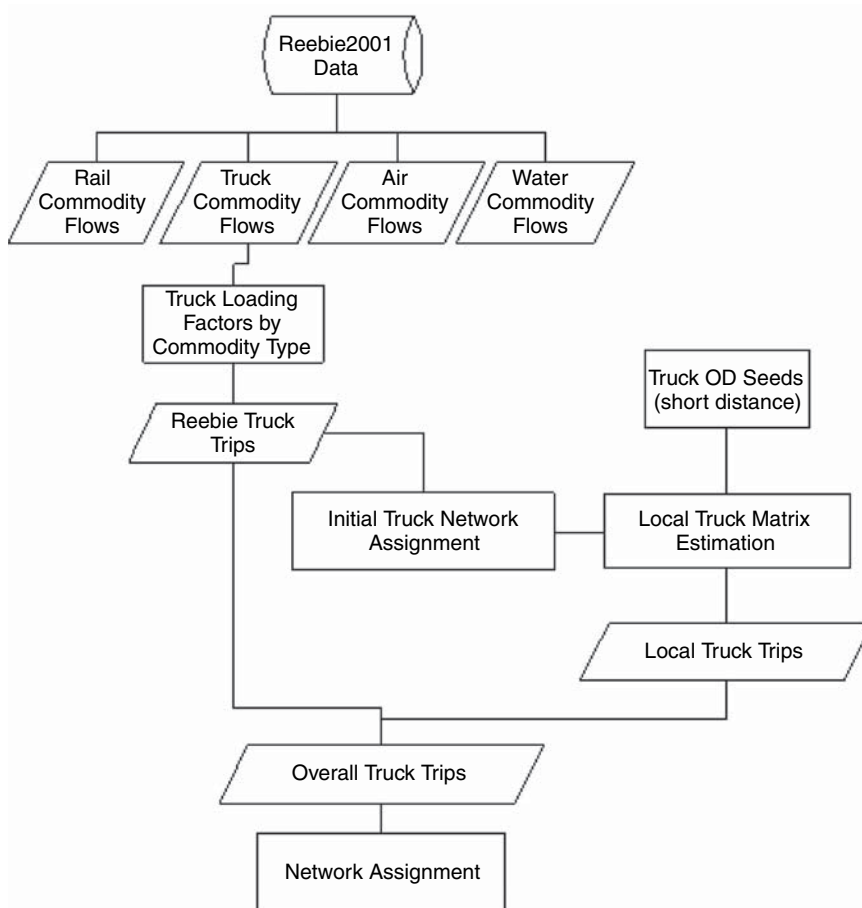 Reebie2001
Data
Rail
Commodity
Flows
Truck
Commodity
Flows
Air
Commodity
Flows
Water
Commodity
Flows
Truck Loading
Factors by
Commodity Type
Truck OD Seeds
(short distance)
Reebie Truck
Trips
Initial Truck Network
Assignment
Local Truck Matrix
Estimation
Local Truck Trips
Overall Truck Trips
Network Assignment